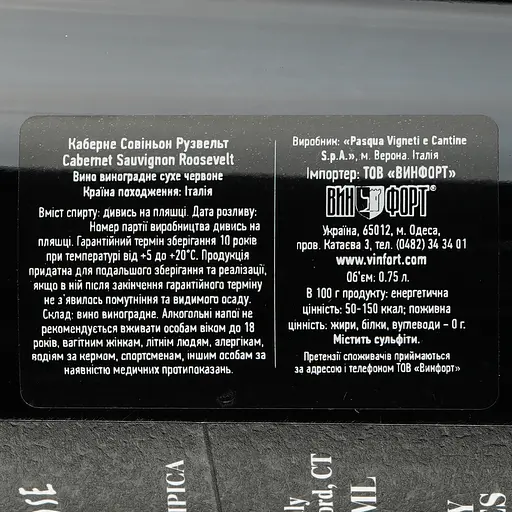 Каберне Совіньон Рузвельт
Cabernet Sauvignon Roosevelt
Вино виноградне сухе червоне
Країна походження: Італія
Вміст спирту: дивись на пляшці. Дата розливу:
Номер партії виробництва дивись на
пляшці. Гарантійний термін зберігання 10 років
при температурі від +5 до +20°С. Продукція
придатна для подальшого зберігання та реалізації,
якщо в ній після закінчення гарантійного терміну
не з'явилось помутніння та видимого осаду.
Склад: вино виноградне. Алкогольні напої не
рекомендується вживати особам віком до 18
років, вагітним жінкам, літнім людям, алергікам,
водіям за кермом, спортсменам, іншим особам за
наявністю медичних протипоказань.
Виробник: «Pasqua Vigneti e Cantine
S.p.A.», м. Верона. Італія
Імпортер: ТОВ «ВИНФОРТ»
ВИН ФОРТ®
Україна, 65012, м. Одеса,
пров. Катаєва 3, тел. (0482) 34 34 01
www.vinfort.com
Об'єм: 0.75 л.
В 100 г продукту: енергетична
цінність: 50-150 ккал; поживна
цінність: жири, білки, вуглеводи – 0 г.
Містить сульфіти.
Претензії споживачів приймаються
за адресою і телефоном ТОВ «Винфорт»